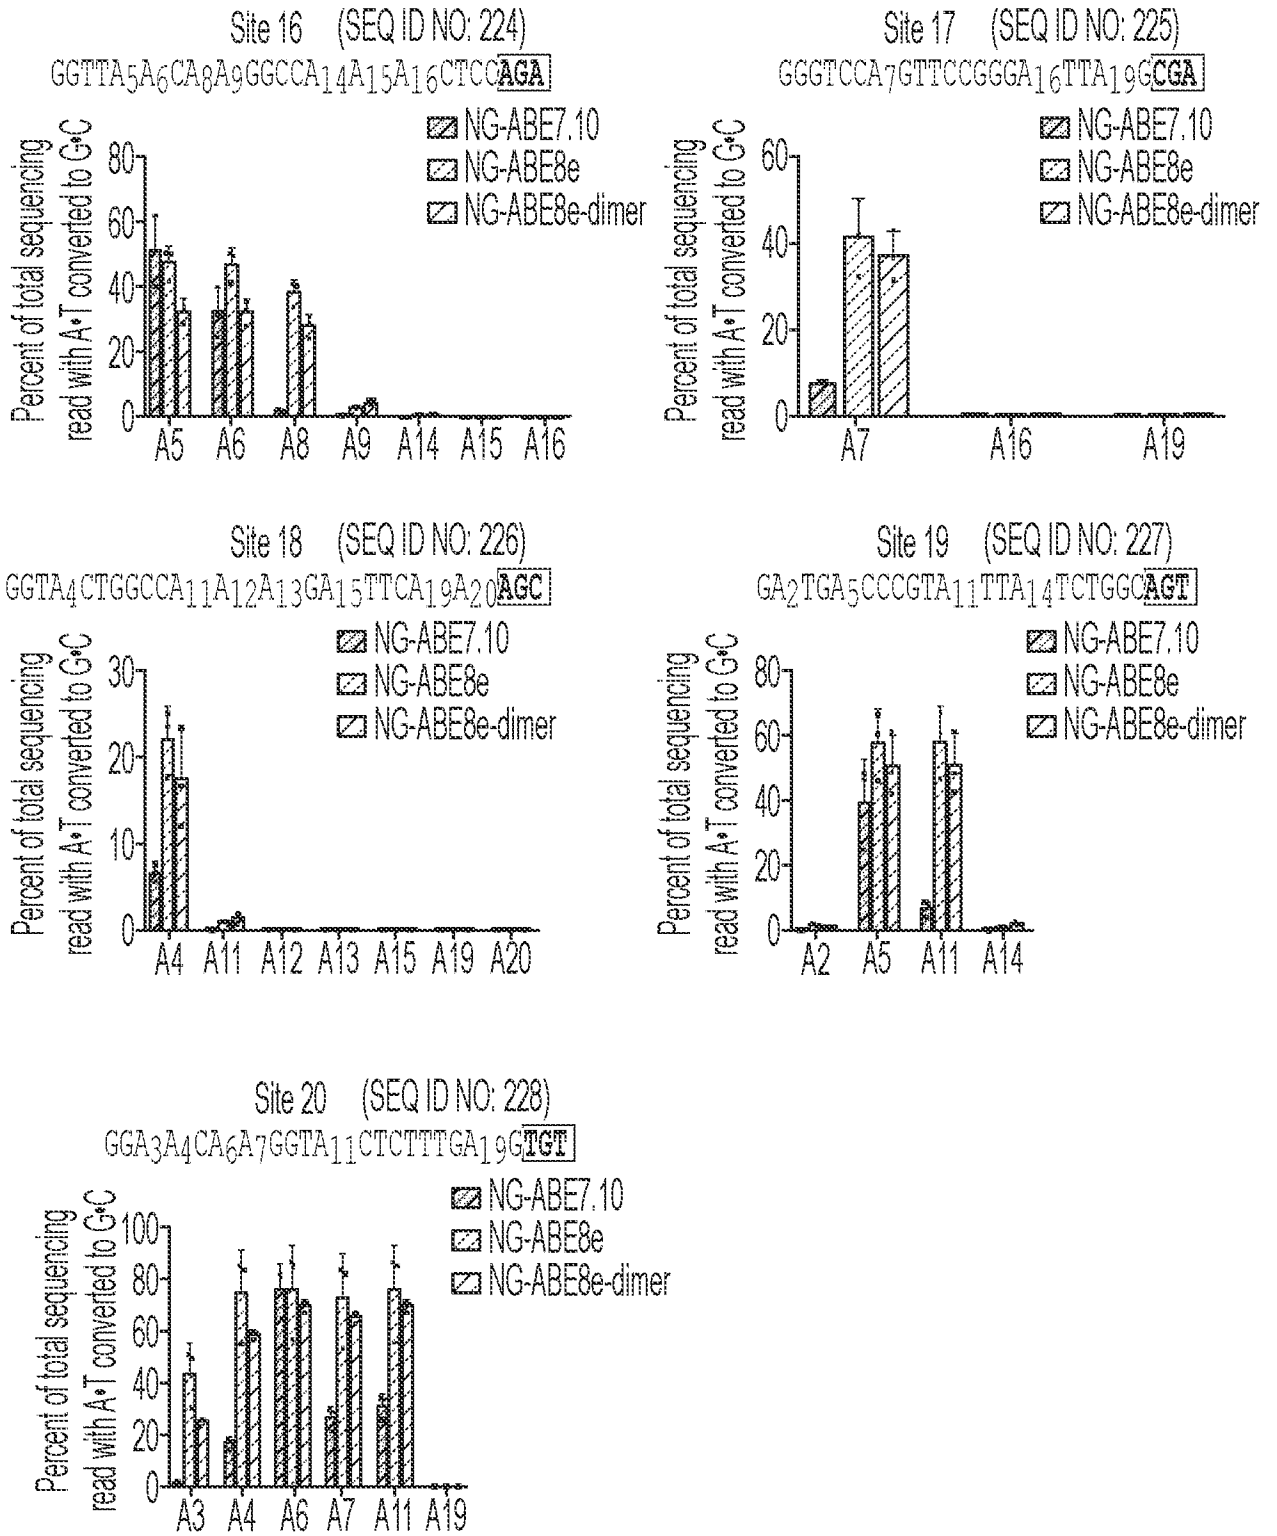 Site 16 (SEQ ID NO: 224)
GGTTA5A6CA8A9GGCCA14A15A16CTCCAGA
NG-ABE7.10
NG-ABE8e
NG-ABE8e-dimer
Percent of total sequencing
read with A•T converted to G•C
80
60
40
20
0
A5 A6 A8 A9 A14 A15 A16
Site 17 (SEQ ID NO: 225)
GGGTCCA7GTTCCGGGA16TTA19GCGA
NG-ABE7.10
NG-ABE8e
NG-ABE8e-dimer
Percent of total sequencing
read with A•T converted to G•C
60
40
20
0
A7 A16 A19
Site 18 (SEQ ID NO: 226)
GGTA4CTGGCCA11A12A13GA15TTCA19A20AGC
NG-ABE7.10
NG-ABE8e
NG-ABE8e-dimer
Percent of total sequencing
read with A•T converted to G•C
30
20
10
0
A4 A11 A12 A13 A15 A19 A20
Site 19 (SEQ ID NO: 227)
GA2TGA5CCCGTA11TTA14TCTGGCAGT
NG-ABE7.10
NG-ABE8e
NG-ABE8e-dimer
Percent of total sequencing
read with A•T converted to G•C
80
60
40
20
0
A2 A5 A11 A14
Site 20 (SEQ ID NO: 228)
GGA3A4CA6A7GGTA11CTCTTTGA19GTGT
NG-ABE7.10
NG-ABE8e
NG-ABE8e-dimer
Percent of total sequencing
read with A•T converted to G•C
100
80
60
40
20
0
A3 A4 A6 A7 A11 A19